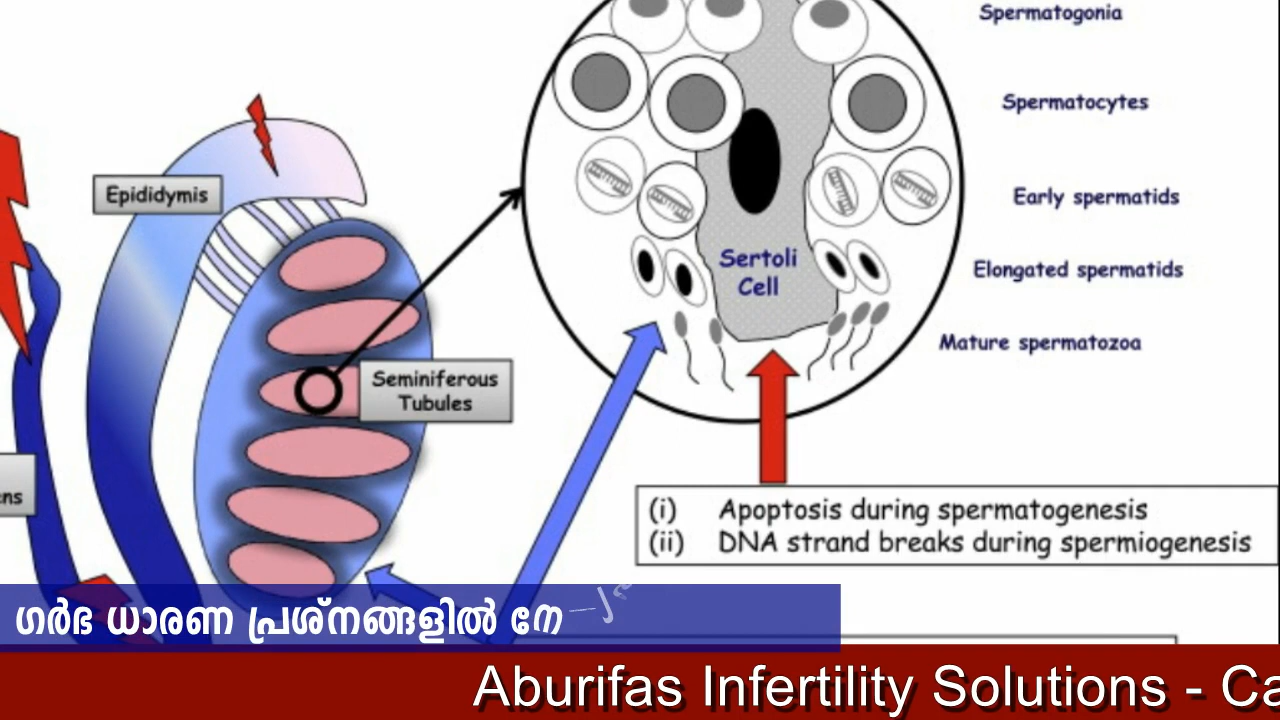 Spermatogonia
Spermatocytes
Early spermatids
Elongated spermatids
Mature spermatozoa
Epididymis
Sertoli
Cell
Seminiferous
Tubules
ens
(i) Apoptosis during spermatogenesis
(ii) DNA strand breaks during spermiogenesis
ഗർഭ ധാരണ പ്രശ്നങ്ങളിൽ നേ
Aburifas Infertility Solutions - Ca